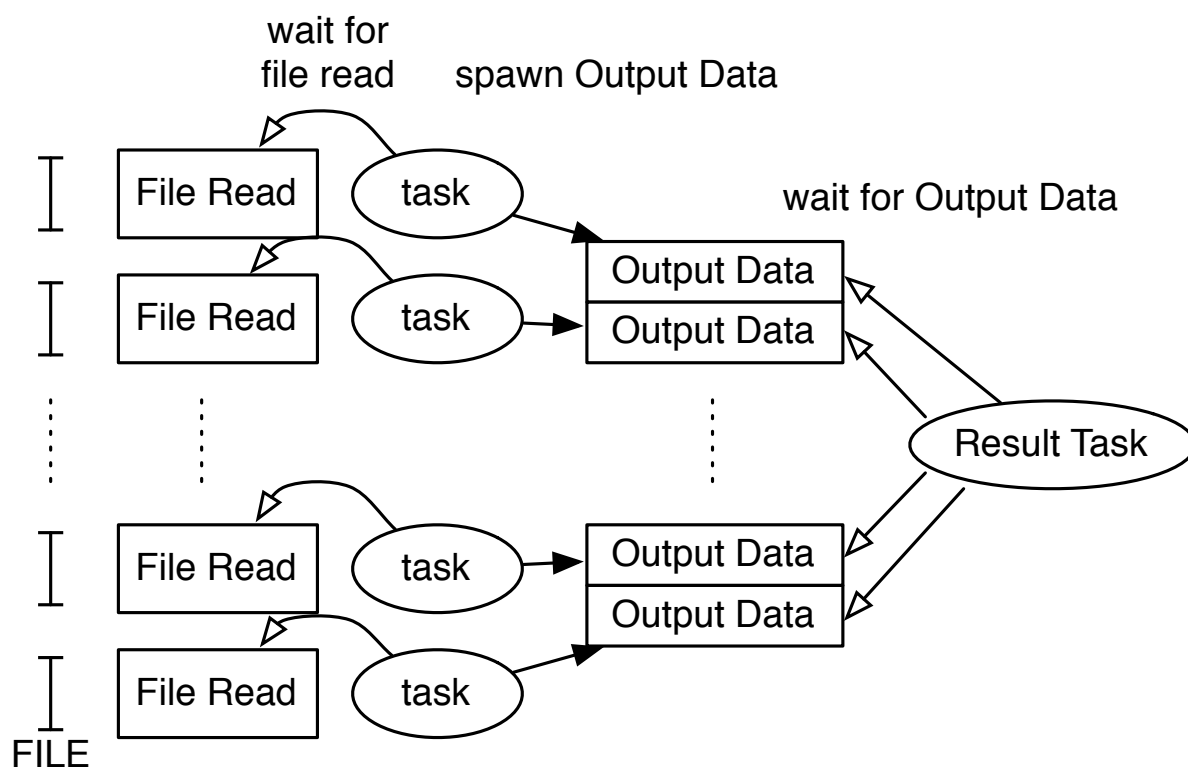 wait for
file read
spawn Output Data
File Read
task
wait for Output Data
Output Data
File Read
task
Output Data
Result Task
File Read
task
Output Data
Output Data
File Read
task
FILE